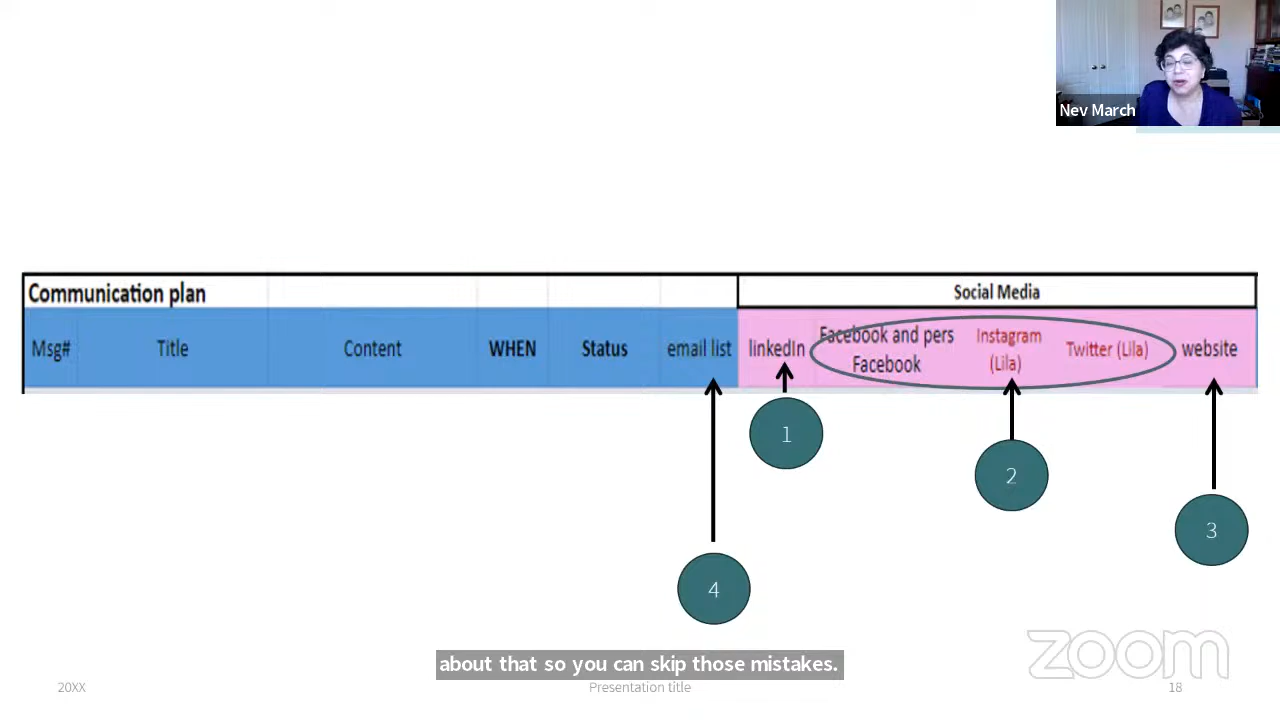 Nev March
Communication plan
Social Media
Msg#
Title
Content
WHEN
Status
email list
linkedIn
Facebook and pers
Facebook
Instagram
(Lila)
Twitter (Lila)
website
1
2
3
4
zoom
about that so you can skip those mistakes.
20XX
Presentation title
18